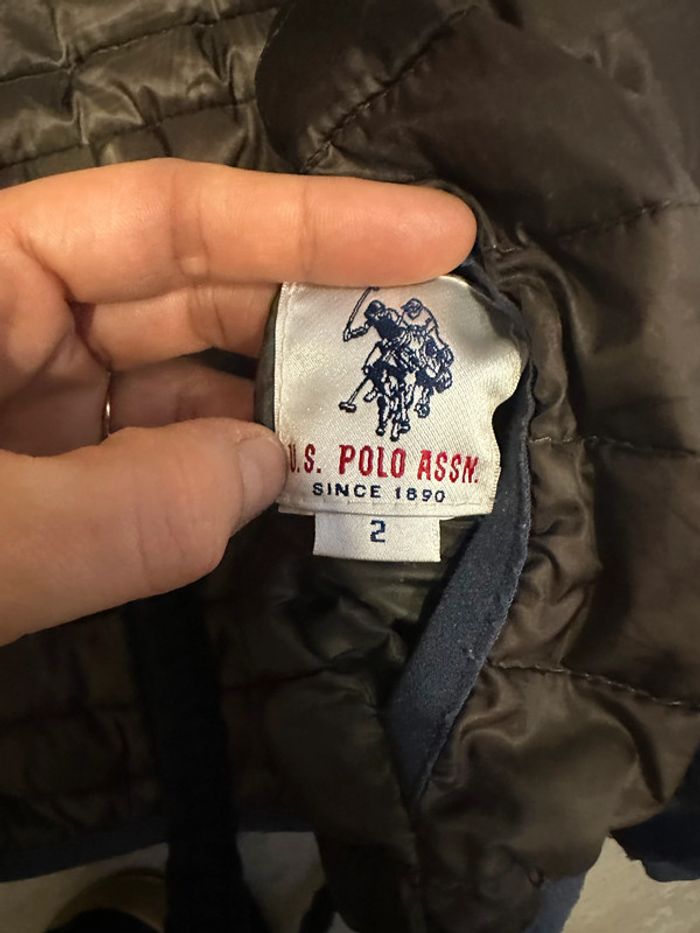 U.S. POLO ASSN.
SINCE 1890
2